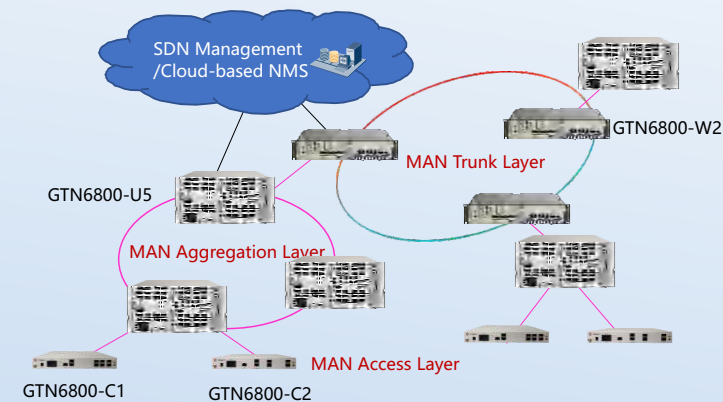 SDN Management
/Cloud-based NMS
GTN6800-W2
MAN Trunk Layer
GTN6800-U5
MAN Aggregation Layer
MAN Access Layer
GTN6800-C1
GTN6800-C2